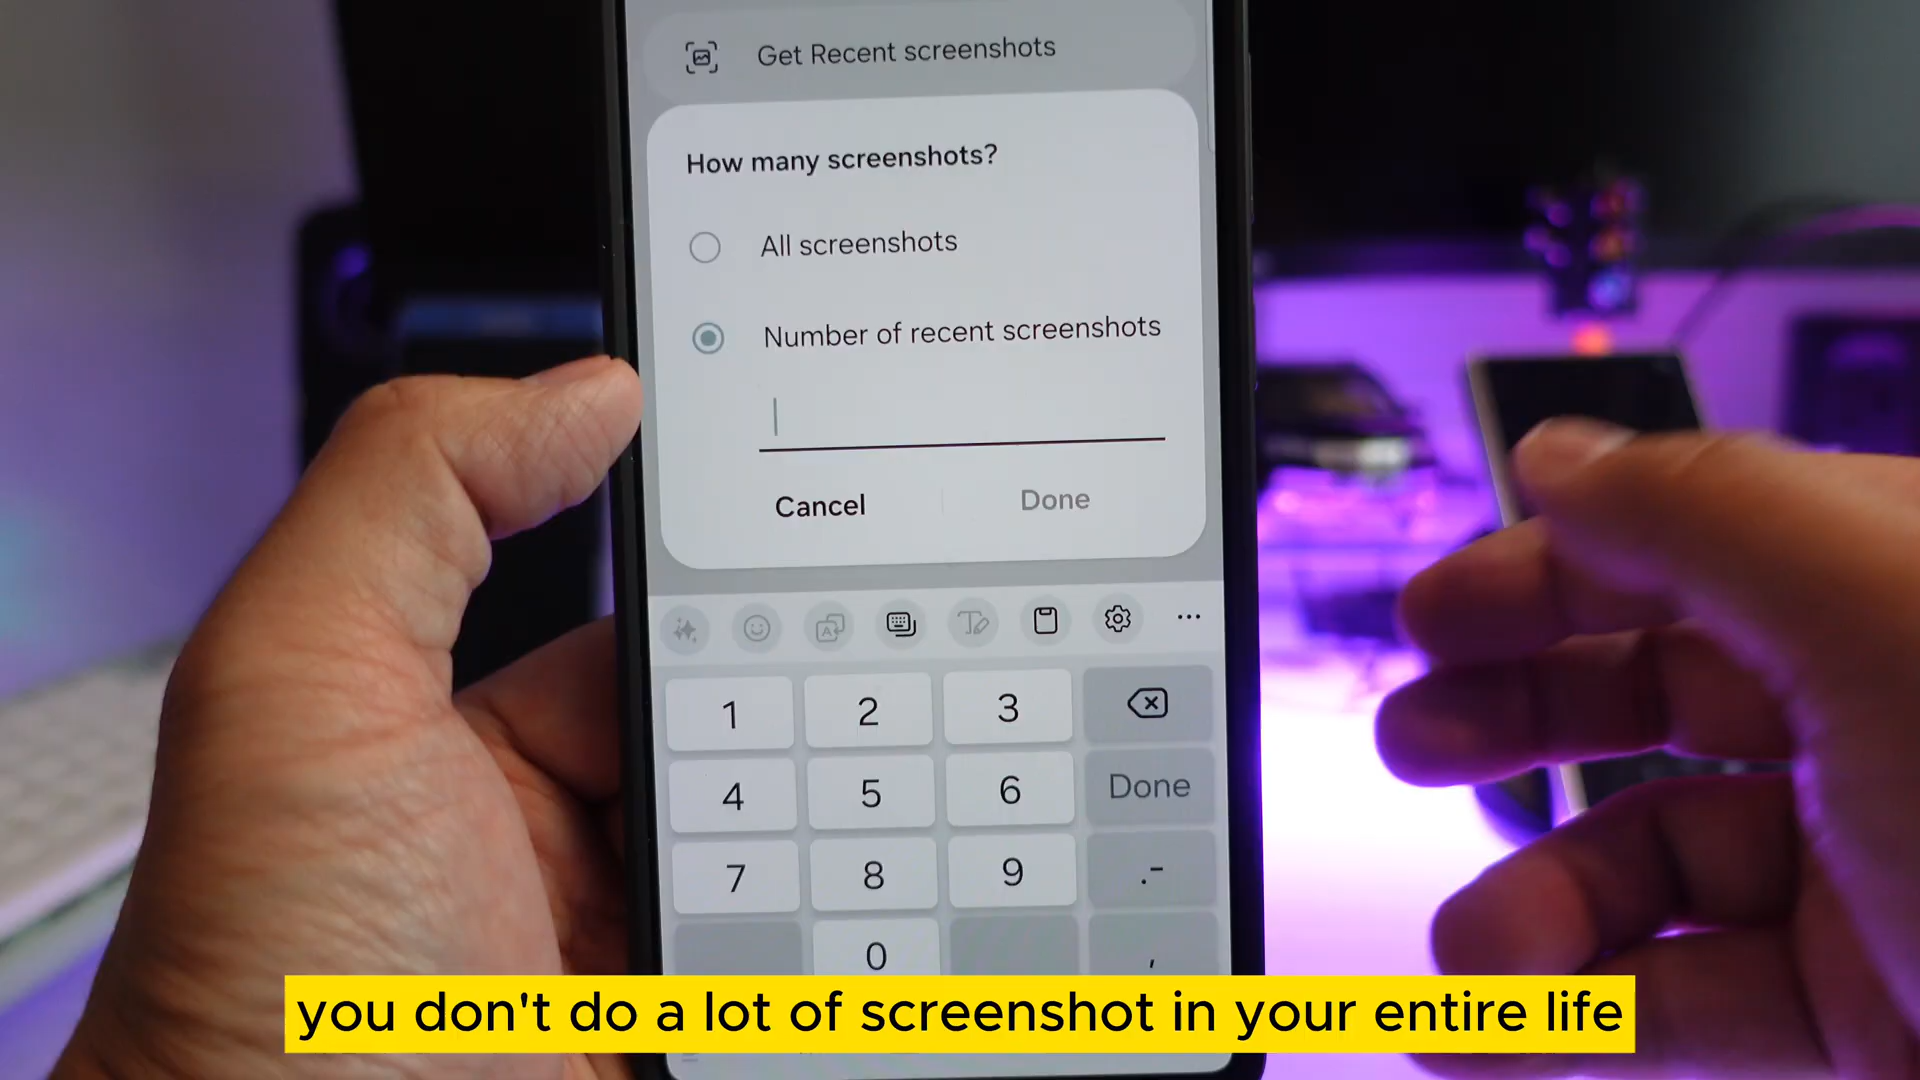 Get Recent screenshots
How many screenshots?
All screenshots
Number of recent screenshots
Cancel Done
1 2 3
4 5 6 Done
7 8 9 .-
0 ,
you don't do a lot of screenshot in your entire life